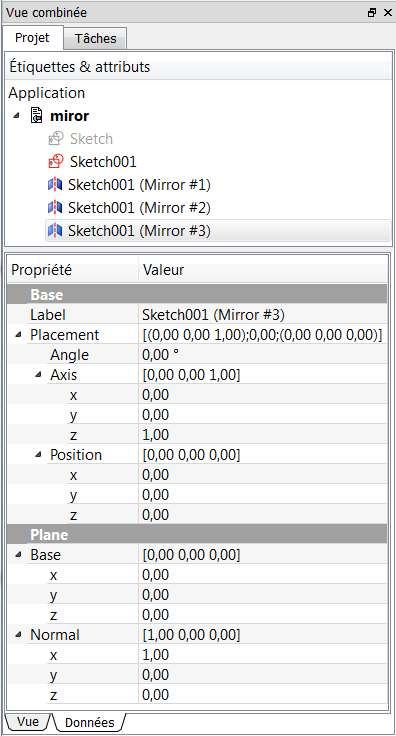 Vue combinée
Projet Tâches
Étiquettes & attributs
Application
miror
Sketch
Sketch001
Sketch001 (Mirror #1)
Sketch001 (Mirror #2)
Sketch001 (Mirror #3)
Propriété Valeur
Base
Label Sketch001 (Mirror #3)
Placement [(0,00 0,00 1,00);0,00;(0,00 0,00 0,00)]
Angle 0,00 °
Axis [0,00 0,00 1,00]
x 0,00
y 0,00
z 1,00
Position [0,00 0,00 0,00]
x 0,00
y 0,00
z 0,00
Plane
Base [0,00 0,00 0,00]
x 0,00
y 0,00
z 0,00
Normal [1,00 0,00 0,00]
x 1,00
y 0,00
z 0,00
Vue Données